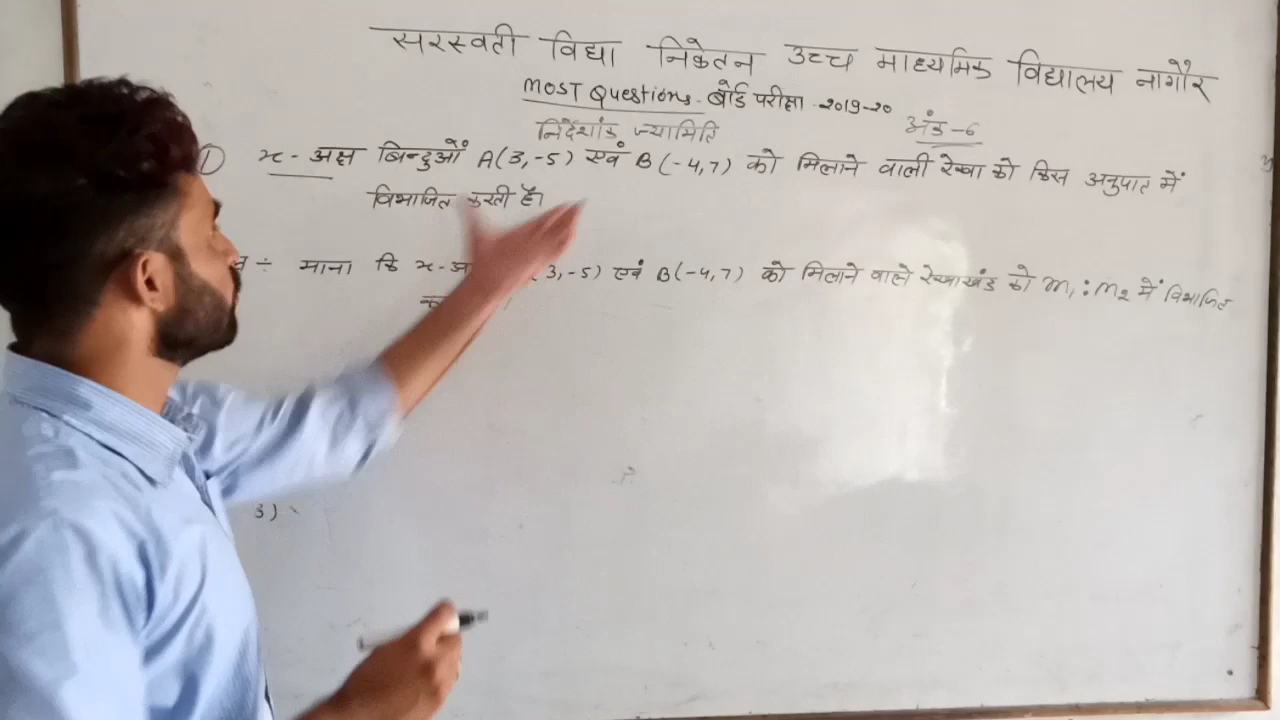 सरस्वती विद्या निकेतन उच्च माध्यमिक विद्यालय नागौर
MOST Questions - बोर्ड परीक्षा - 2019-20
निर्देशांक ज्यामिति अंक - 6
1) x - अक्ष बिन्दुओं A(3,-5) एवं B(-4,7) को मिलाने वाली रेखा को किस अनुपात में
विभाजित करती है।
÷ माना कि x - अ 3,-5) एवं B(-4,7) को मिलाने वाले रेखाखंड को m₁ : m₂ में विभाजित
3)